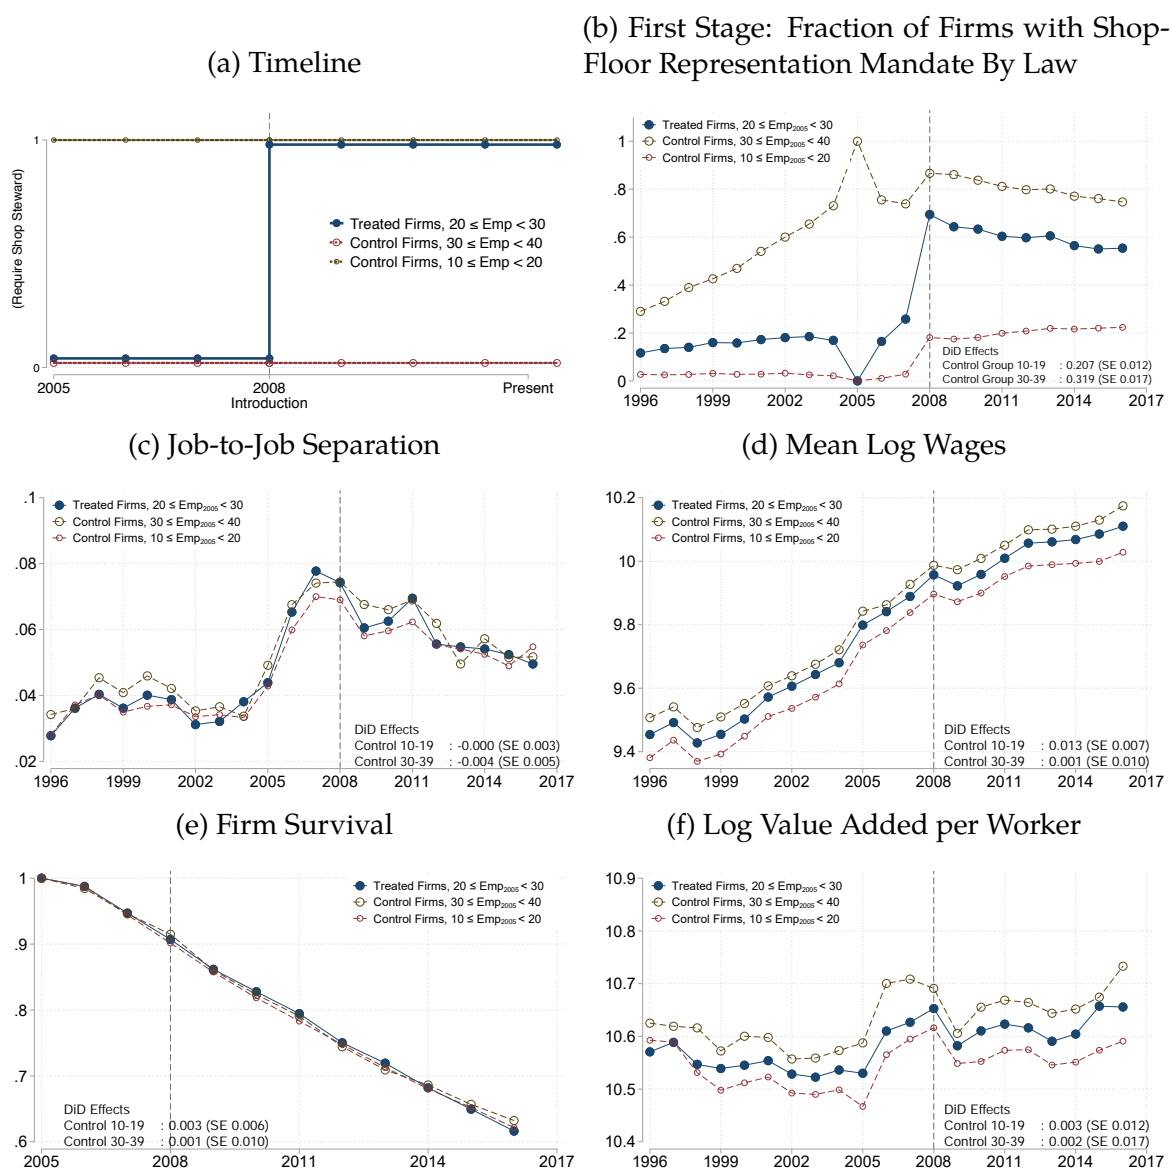 (a) Timeline
(Require Shop Steward)
1
0
Treated Firms, 20 ≤ Emp < 30
Control Firms, 30 ≤ Emp < 40
Control Firms, 10 ≤ Emp < 20
2005
2008
Present
Introduction
(b) First Stage: Fraction of Firms with Shop-
Floor Representation Mandate By Law
Treated Firms, 20 ≤ Emp2005 < 30
Control Firms, 30 ≤ Emp2005 < 40
Control Firms, 10 ≤ Emp2005 < 20
1
.8
.6
.4
.2
0
DiD Effects
Control Group 10-19 : 0.207 (SE 0.012)
Control Group 30-39 : 0.319 (SE 0.017)
1996 1999 2002 2005 2008 2011 2014 2017
(c) Job-to-Job Separation
.1
.08
.06
.04
.02
Treated Firms, 20 ≤ Emp2005 < 30
Control Firms, 30 ≤ Emp2005 < 40
Control Firms, 10 ≤ Emp2005 < 20
DiD Effects
Control 10-19 : -0.000 (SE 0.003)
Control 30-39 : -0.004 (SE 0.005)
1996 1999 2002 2005 2008 2011 2014 2017
(d) Mean Log Wages
10.2
10
9.8
9.6
9.4
Treated Firms, 20 ≤ Emp2005 < 30
Control Firms, 30 ≤ Emp2005 < 40
Control Firms, 10 ≤ Emp2005 < 20
DiD Effects
Control 10-19 : 0.013 (SE 0.007)
Control 30-39 : 0.001 (SE 0.010)
1996 1999 2002 2005 2008 2011 2014 2017
(e) Firm Survival
1
.9
.8
.7
.6
Treated Firms, 20 ≤ Emp2005 < 30
Control Firms, 30 ≤ Emp2005 < 40
Control Firms, 10 ≤ Emp2005 < 20
DiD Effects
Control 10-19 : 0.003 (SE 0.006)
Control 30-39 : 0.001 (SE 0.010)
2005 2008 2011 2014 2017
(f) Log Value Added per Worker
10.9
10.8
10.7
10.6
10.5
10.4
Treated Firms, 20 ≤ Emp2005 < 30
Control Firms, 30 ≤ Emp2005 < 40
Control Firms, 10 ≤ Emp2005 < 20
DiD Effects
Control 10-19 : 0.003 (SE 0.012)
Control 30-39 : 0.002 (SE 0.017)
1996 1999 2002 2005 2008 2011 2014 2017